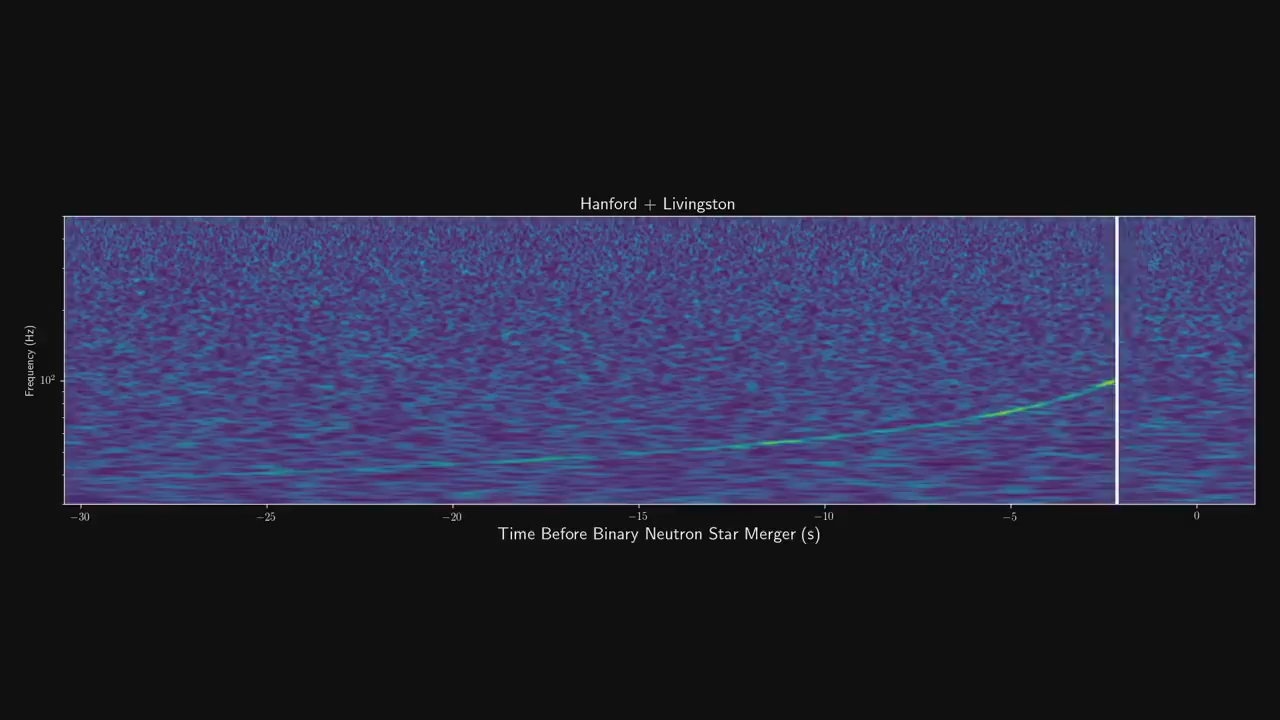 Hanford + Livingston
Frequency (Hz)
10²
−30 −25 −20 −15 −10 −5 0
Time Before Binary Neutron Star Merger (s)